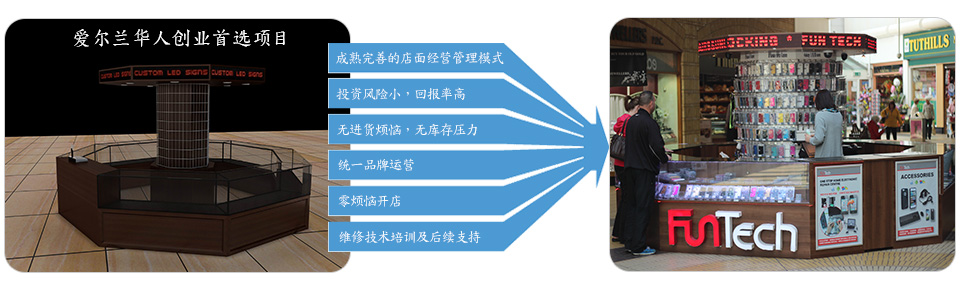 爱尔兰华人创业首选项目
CUSTOM LED SIGNS
CUSTOM LED SIGNS
成熟完善的店面经营管理模式
投资风险小，回报率高
无进货烦恼，无库存压力
统一品牌运营
零烦恼开店
维修技术培训及后续支持
OCKING * FUN TECH
TUTHILLS
ACCESSORIES
FunTech